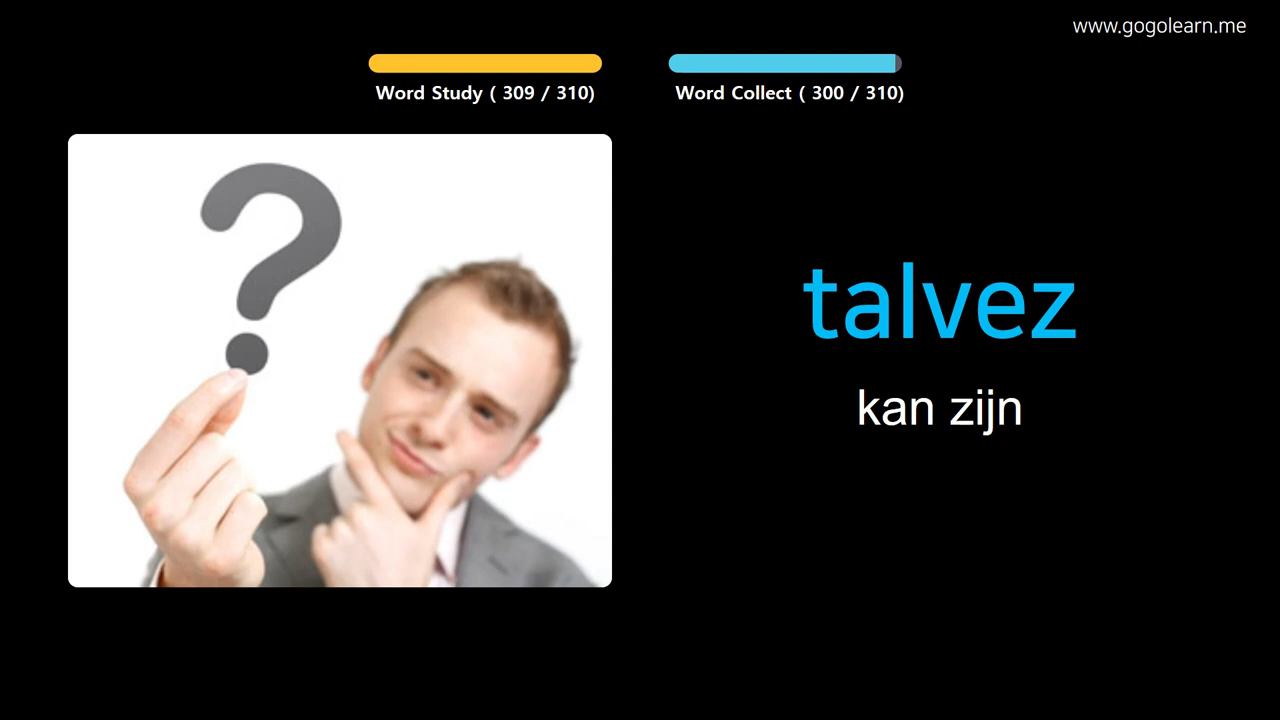 www.gogolearn.me
Word Study ( 309 / 310)
Word Collect ( 300 / 310)
?
talvez
kan zijn